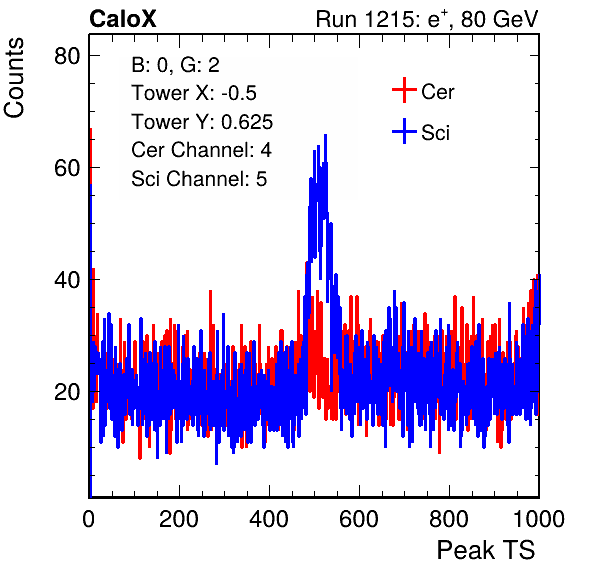 CaloX Run 1215: e+, 80 GeV
Counts
80
60
40
20
B: 0, G: 2
Tower X: -0.5
Tower Y: 0.625
Cer Channel: 4
Sci Channel: 5
Cer
Sci
0 200 400 600 800 1000
Peak TS